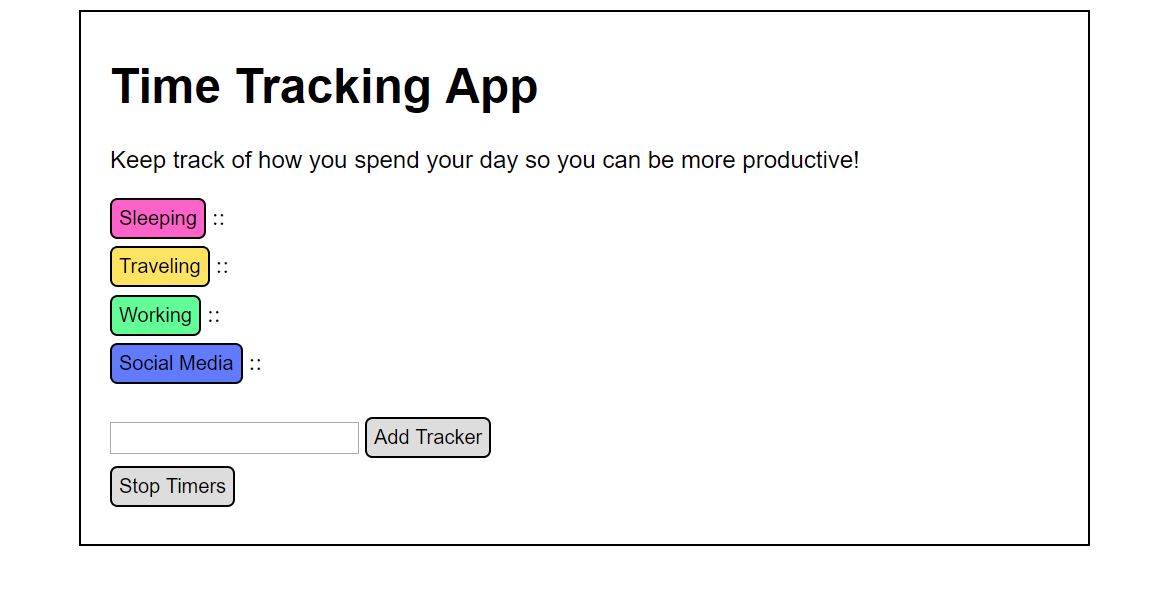 Time Tracking App
Keep track of how you spend your day so you can be more productive!
Sleeping ::
Traveling ::
Working ::
Social Media ::
Add Tracker
Stop Timers